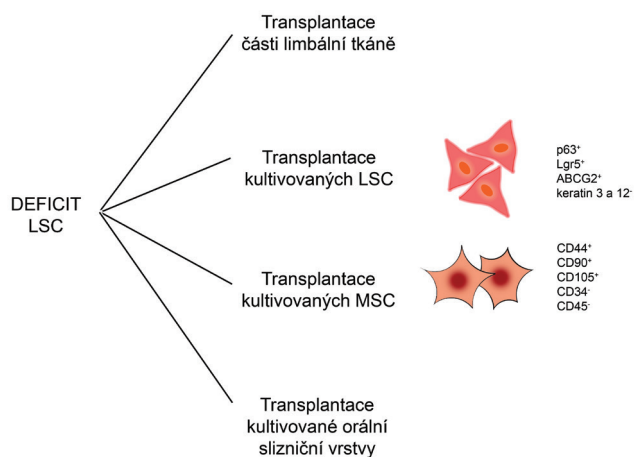 Transplantace
části limbální tkáně
Transplantace
kultivovaných LSC
p63⁺
Lgr5⁺
ABCG2⁺
keratin 3 a 12⁻
DEFICIT
LSC
Transplantace
kultivovaných MSC
CD44⁺
CD90⁺
CD105⁺
CD34⁻
CD45⁻
Transplantace
kultivované orální
slizniční vrstvy